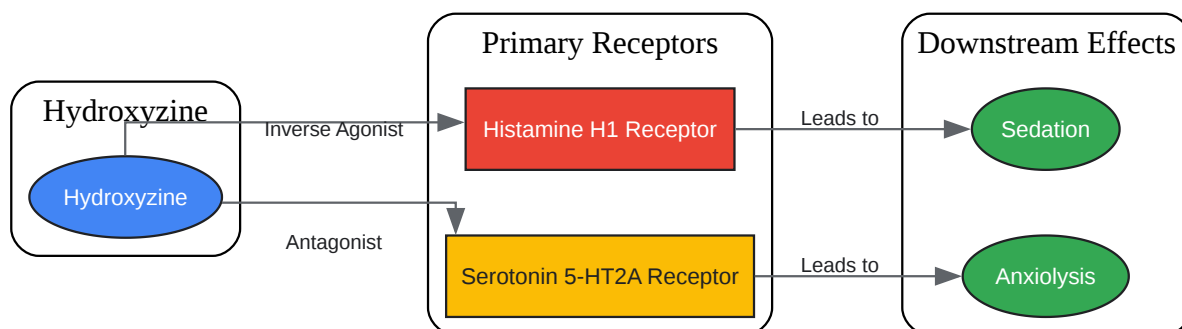 Primary Receptors
Downstream Effects
Hydroxyzine
Inverse Agonist
Histamine H1 Receptor
Leads to
Sedation
Hydroxyzine
Antagonist
Serotonin 5-HT2A Receptor
Leads to
Anxiolysis